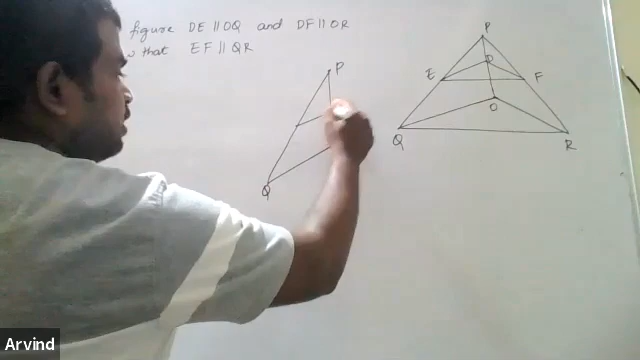 figure DE || OQ and DF || OR
that EF || QR
P
P
D
E
F
O
Q
R
Q
Arvind